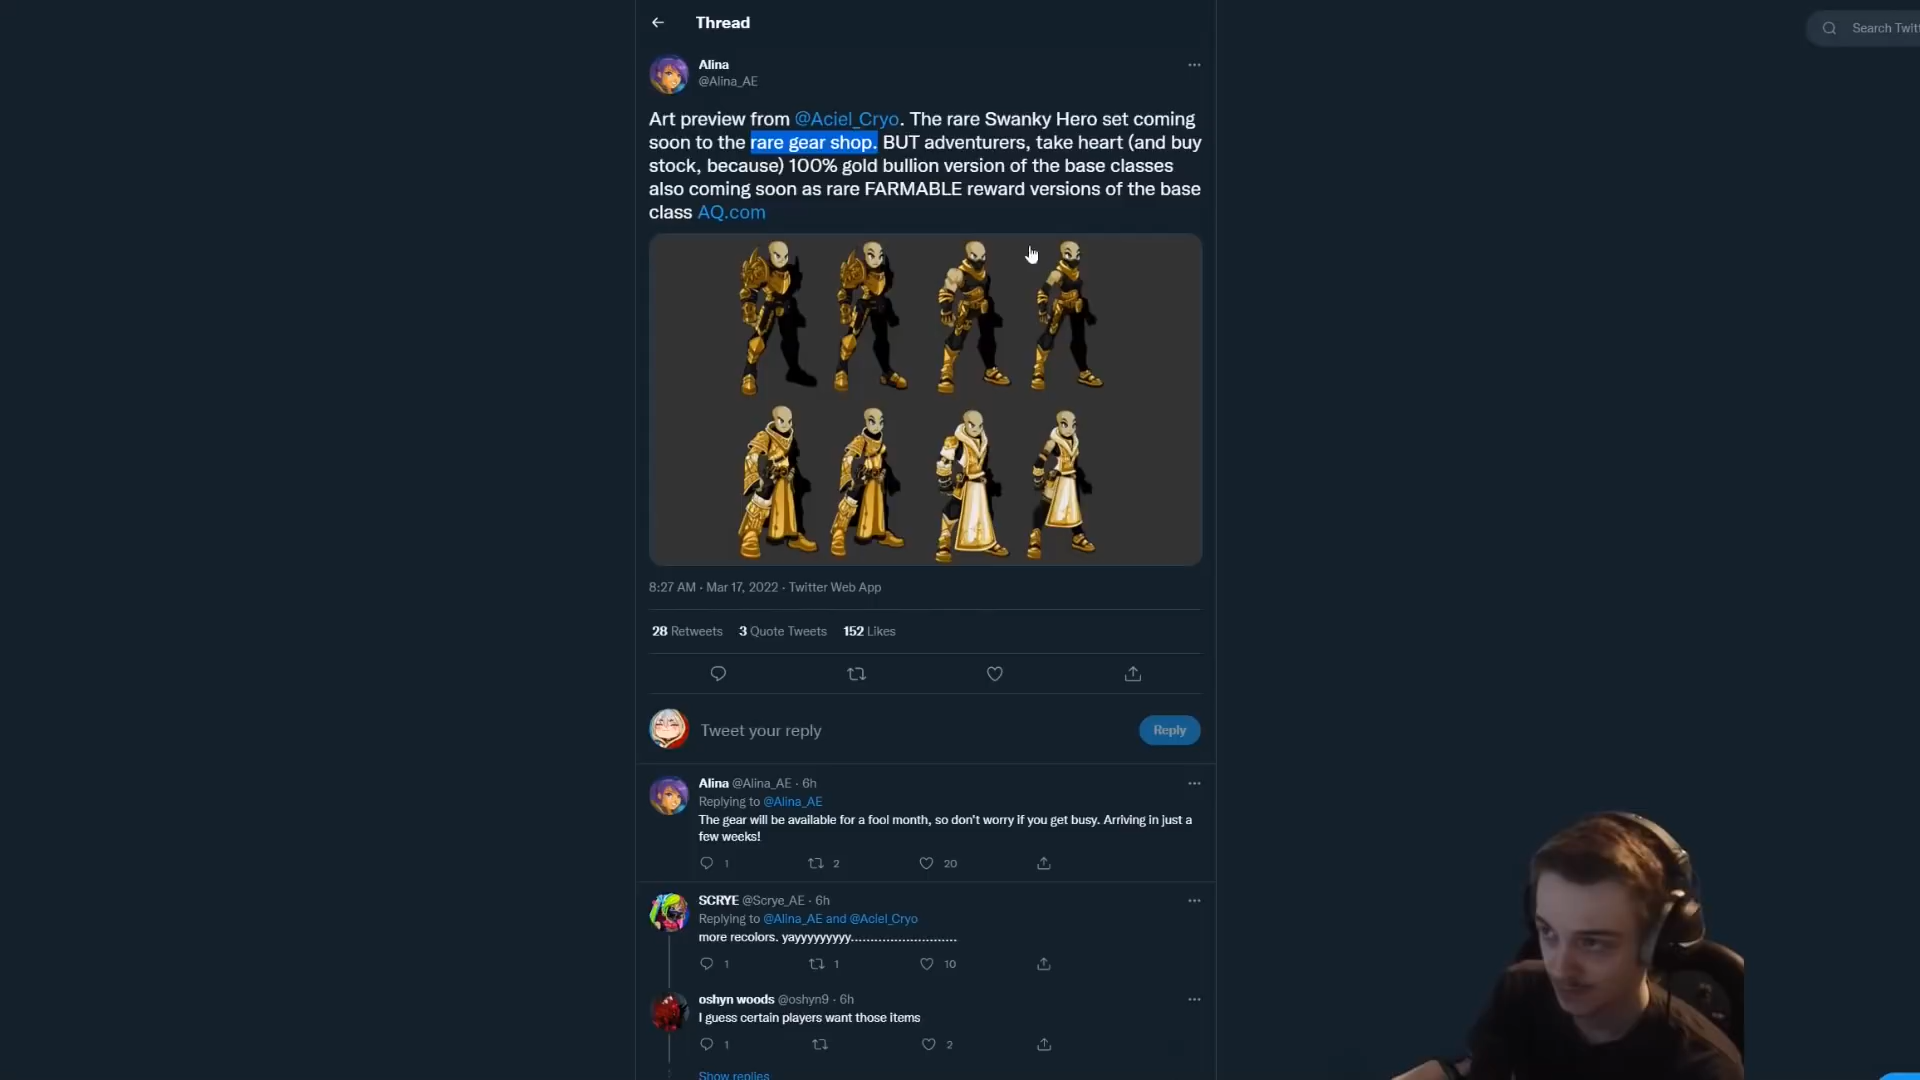 Thread
Search Twit
Alina
@Alina_AE
Art preview from @Aciel_Cryo. The rare Swanky Hero set coming
soon to the rare gear shop. BUT adventurers, take heart (and buy
stock, because) 100% gold bullion version of the base classes
also coming soon as rare FARMABLE reward versions of the base
class AQ.com
8:27 AM · Mar 17, 2022 · Twitter Web App
28 Retweets 3 Quote Tweets 152 Likes
Tweet your reply
Reply
Alina @Alina_AE · 6h
Replying to @Alina_AE
The gear will be available for a fool month, so don't worry if you get busy. Arriving in just a
few weeks!
1 2 20
SCRYE @Scrye_AE · 6h
Replying to @Alina_AE and @Aciel_Cryo
more recolors. yayyyyyyyyy...........................
1 1 10
oshyn woods @oshyn9 · 6h
I guess certain players want those items
1 2
Show replies